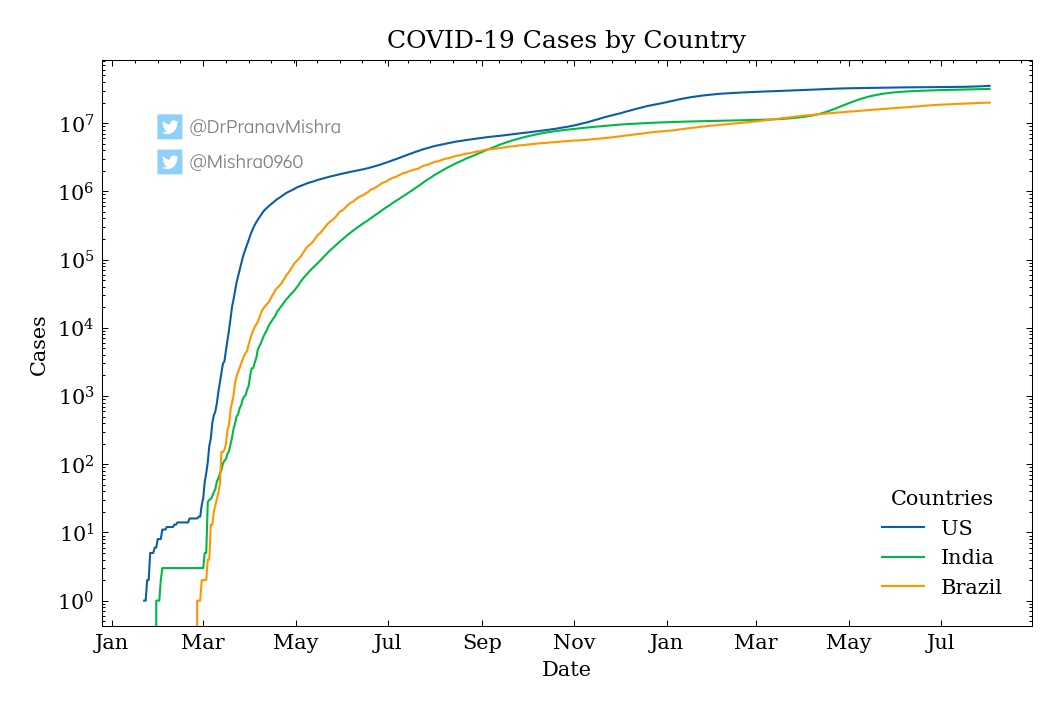 COVID-19 Cases by Country
@DrPranavMishra
@Mishra0960
10⁷
10⁶
10⁵
10⁴
10³
10²
10¹
10⁰
Cases
Countries
US
India
Brazil
Jan Mar May Jul Sep Nov Jan Mar May Jul
Date